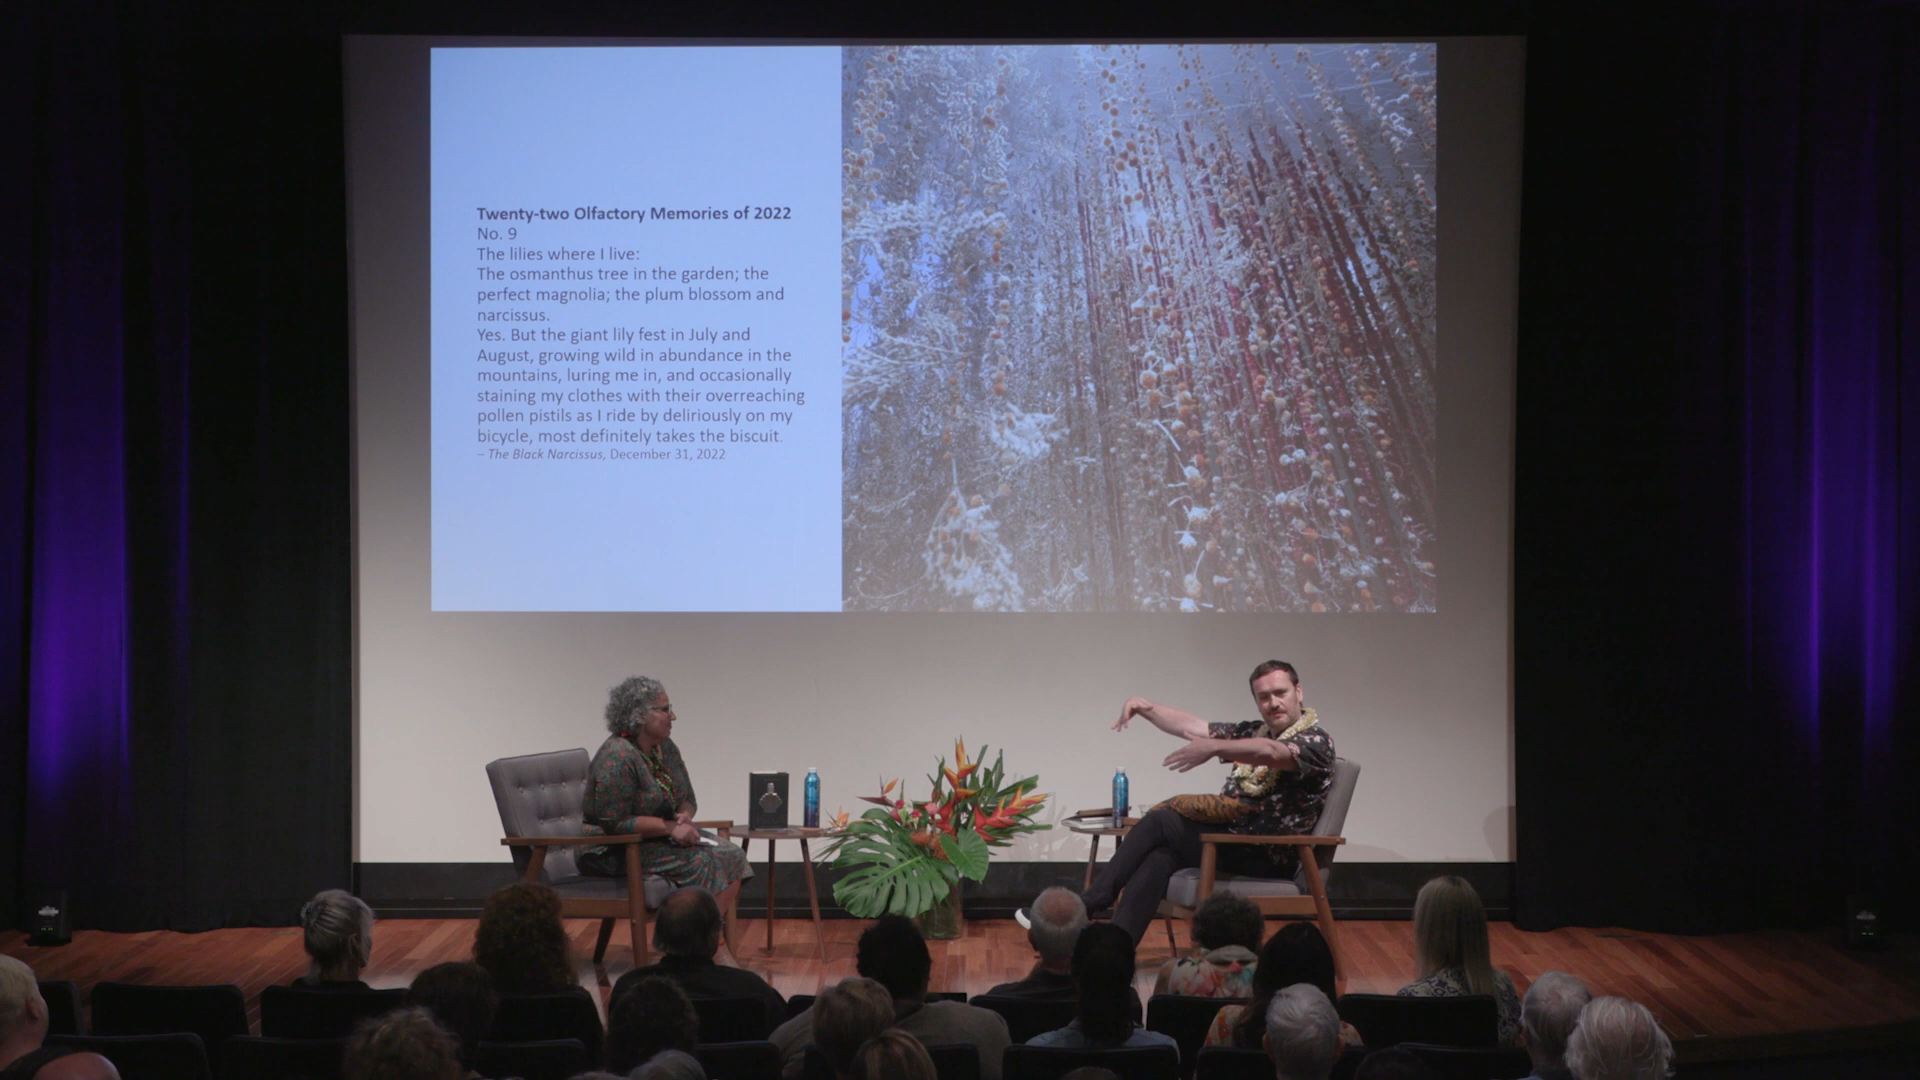 Twenty-two Olfactory Memories of 2022
No. 9
The lilies where I live:
The osmanthus tree in the garden; the
perfect magnolia; the plum blossom and
narcissus.
Yes. But the giant lily fest in July and
August, growing wild in abundance in the
mountains, luring me in, and occasionally
staining my clothes with their overreaching
pollen pistils as I ride by deliriously on my
bicycle, most definitely takes the biscuit.
– The Black Narcissus, December 31, 2022